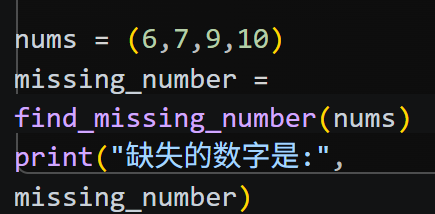 nums = (6,7,9,10)
missing_number =
find_missing_number(nums)
print("缺失的数字是:",
missing_number)